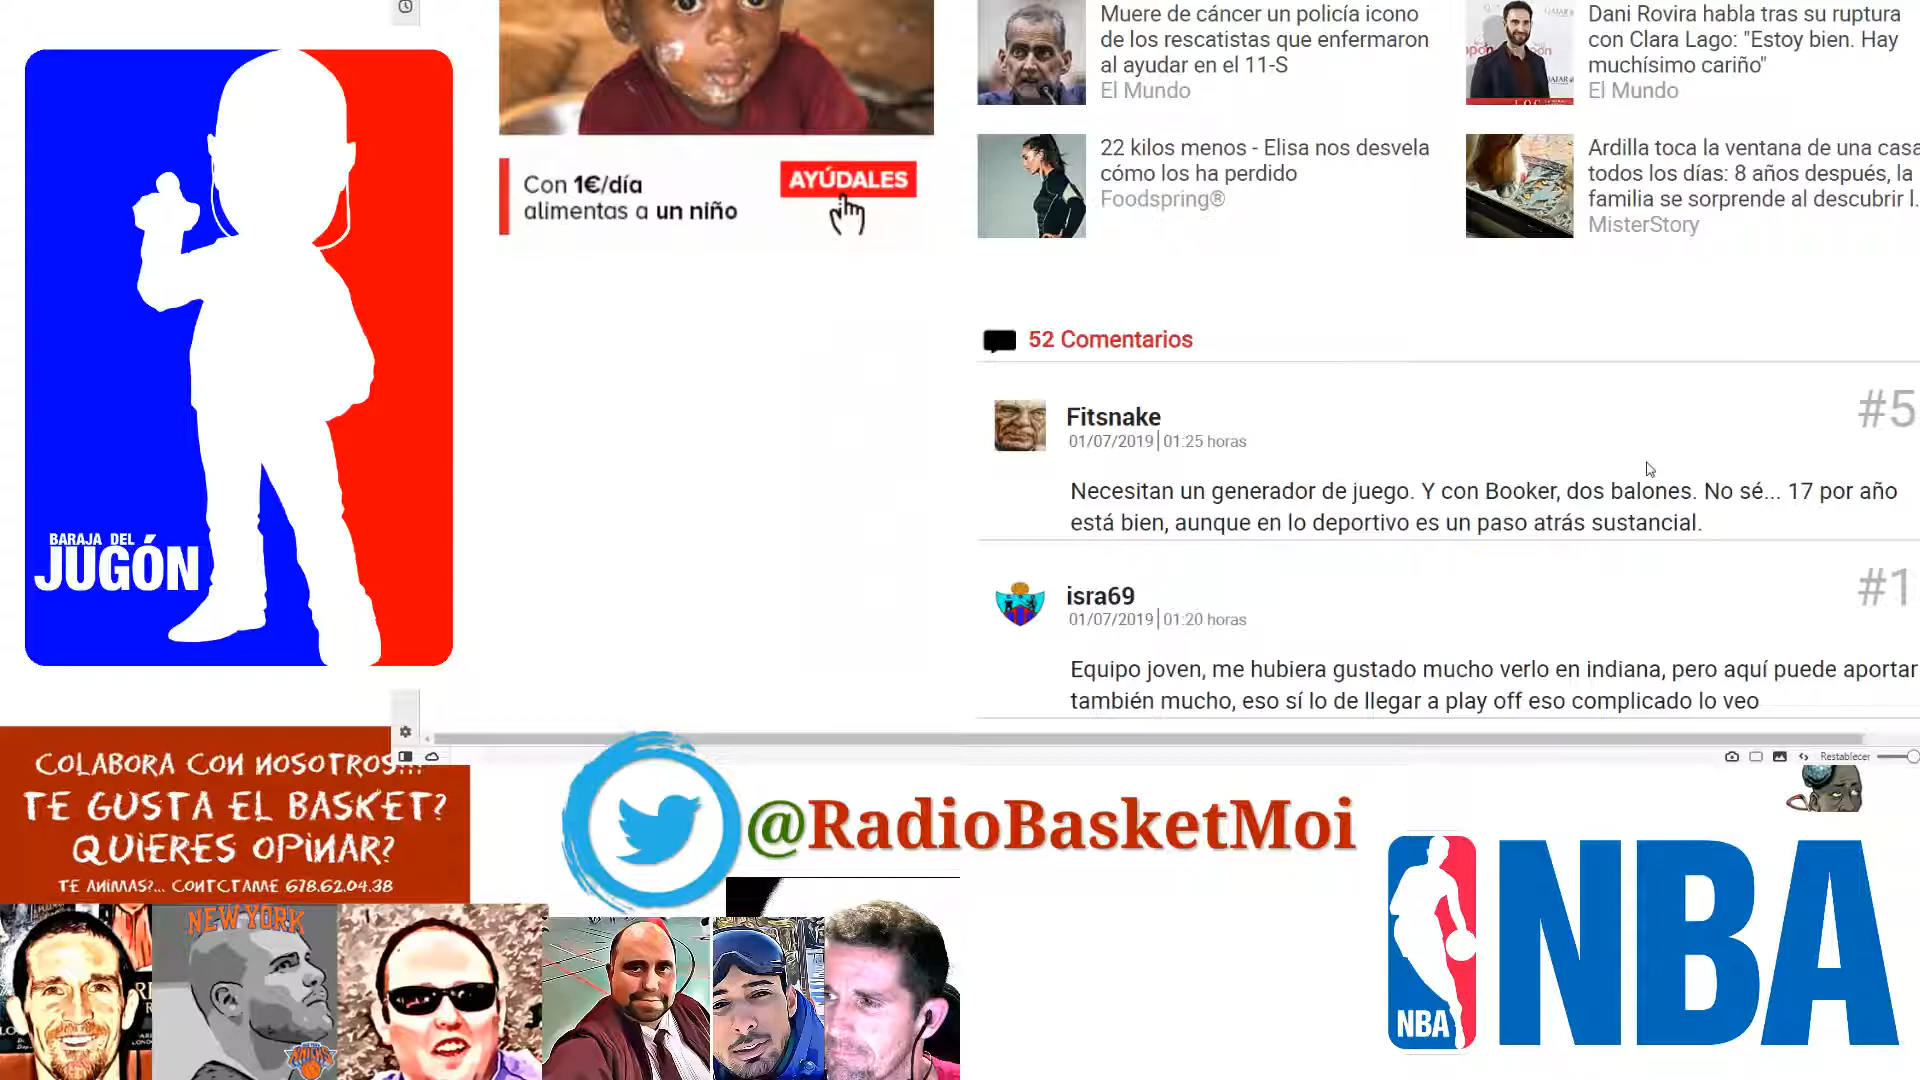 Muere de cáncer un policía icono
de los rescatistas que enfermaron
al ayudar en el 11-S
El Mundo
Dani Rovira habla tras su ruptura
con Clara Lago: "Estoy bien. Hay
muchísimo cariño"
El Mundo
Con 1€/día
alimentas a un niño
AYÚDALES
22 kilos menos - Elisa nos desvela
cómo los ha perdido
Foodspring®
Ardilla toca la ventana de una casa
todos los días: 8 años después, la
familia se sorprende al descubrir l.
MisterStory
52 Comentarios
Fitsnake
#5
01/07/2019 | 01:25 horas
Necesitan un generador de juego. Y con Booker, dos balones. No sé... 17 por año
está bien, aunque en lo deportivo es un paso atrás sustancial.
isra69
#1
01/07/2019 | 01:20 horas
Equipo joven, me hubiera gustado mucho verlo en indiana, pero aquí puede aportar
también mucho, eso sí lo de llegar a play off eso complicado lo veo
BARAJA DEL
JUGÓN
Restablecer
COLABORA CON NOSOTROS...
TE GUSTA EL BASKET?
QUIERES OPINAR?
TE ANIMAS?... CONTCTAME 678.62.04.38
@RadioBasketMoi
NEW YORK
KNICKS
NBA
NBA